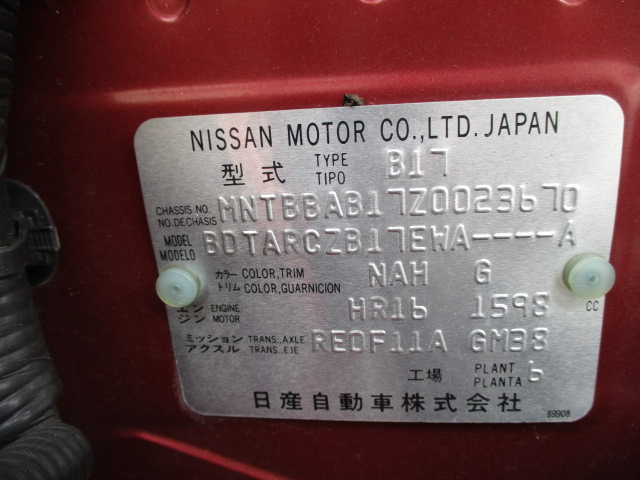 NISSAN MOTOR CO.,LTD. JAPAN
型式 TYPE TIPO B17
CHASSIS NO. NO.DE CHASIS MNTBBAB17Z0023670
MODEL MODELO BDTARCZB17EWA----A
カラー COLOR,TRIM トリム COLOR,GUARNICION NAH G
エンジン ENGINE MOTOR HR16 1598 CC
ミッション TRANS.,AXLE アクスル TRANS.,EJE RE0F11A GM38
工場 PLANT PLANTA 6
日産自動車株式会社
89908